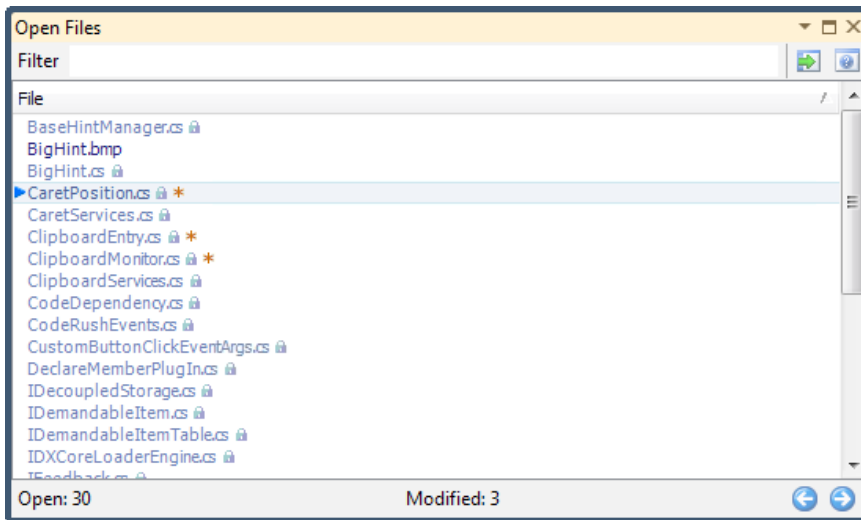 Open Files
Filter
File
BaseHintManager.cs
BigHint.bmp
BigHint.cs
CaretPosition.cs *
CaretServices.cs
ClipboardEntry.cs *
ClipboardMonitor.cs *
ClipboardServices.cs
CodeDependency.cs
CodeRushEvents.cs
CustomButtonClickEventArgs.cs
DeclareMemberPlugIn.cs
IDecoupledStorage.cs
IDemandableItem.cs
IDemandableItemTable.cs
IDXCoreLoaderEngine.cs
IFeedback.cs
Open: 30 Modified: 3